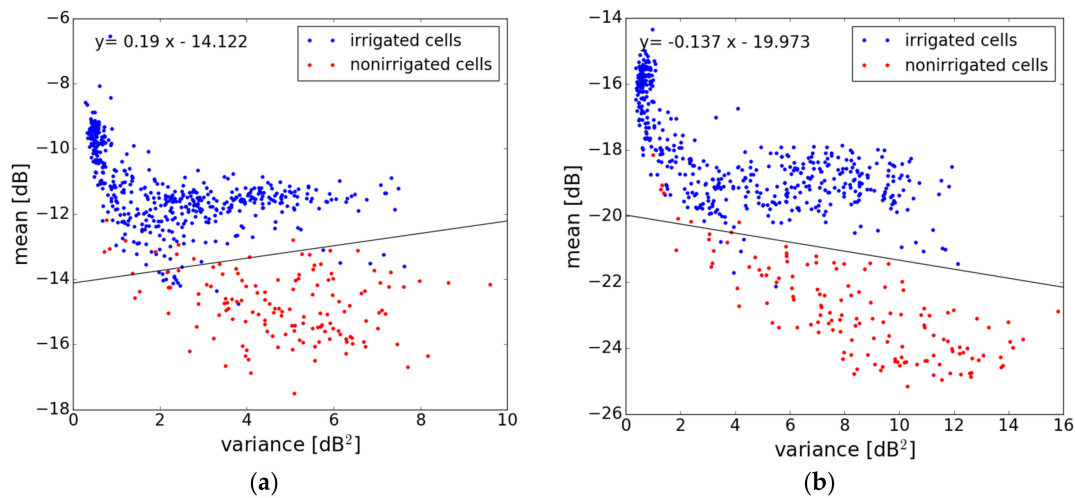 y= 0.19 x - 14.122
irrigated cells
nonirrigated cells
−6
−8
−10
−12
−14
−16
−18
mean [dB]
0
2
4
6
8
10
variance [dB²]
(a)
y= -0.137 x - 19.973
irrigated cells
nonirrigated cells
−14
−16
−18
−20
−22
−24
−26
mean [dB]
0
2
4
6
8
10
12
14
16
variance [dB²]
(b)